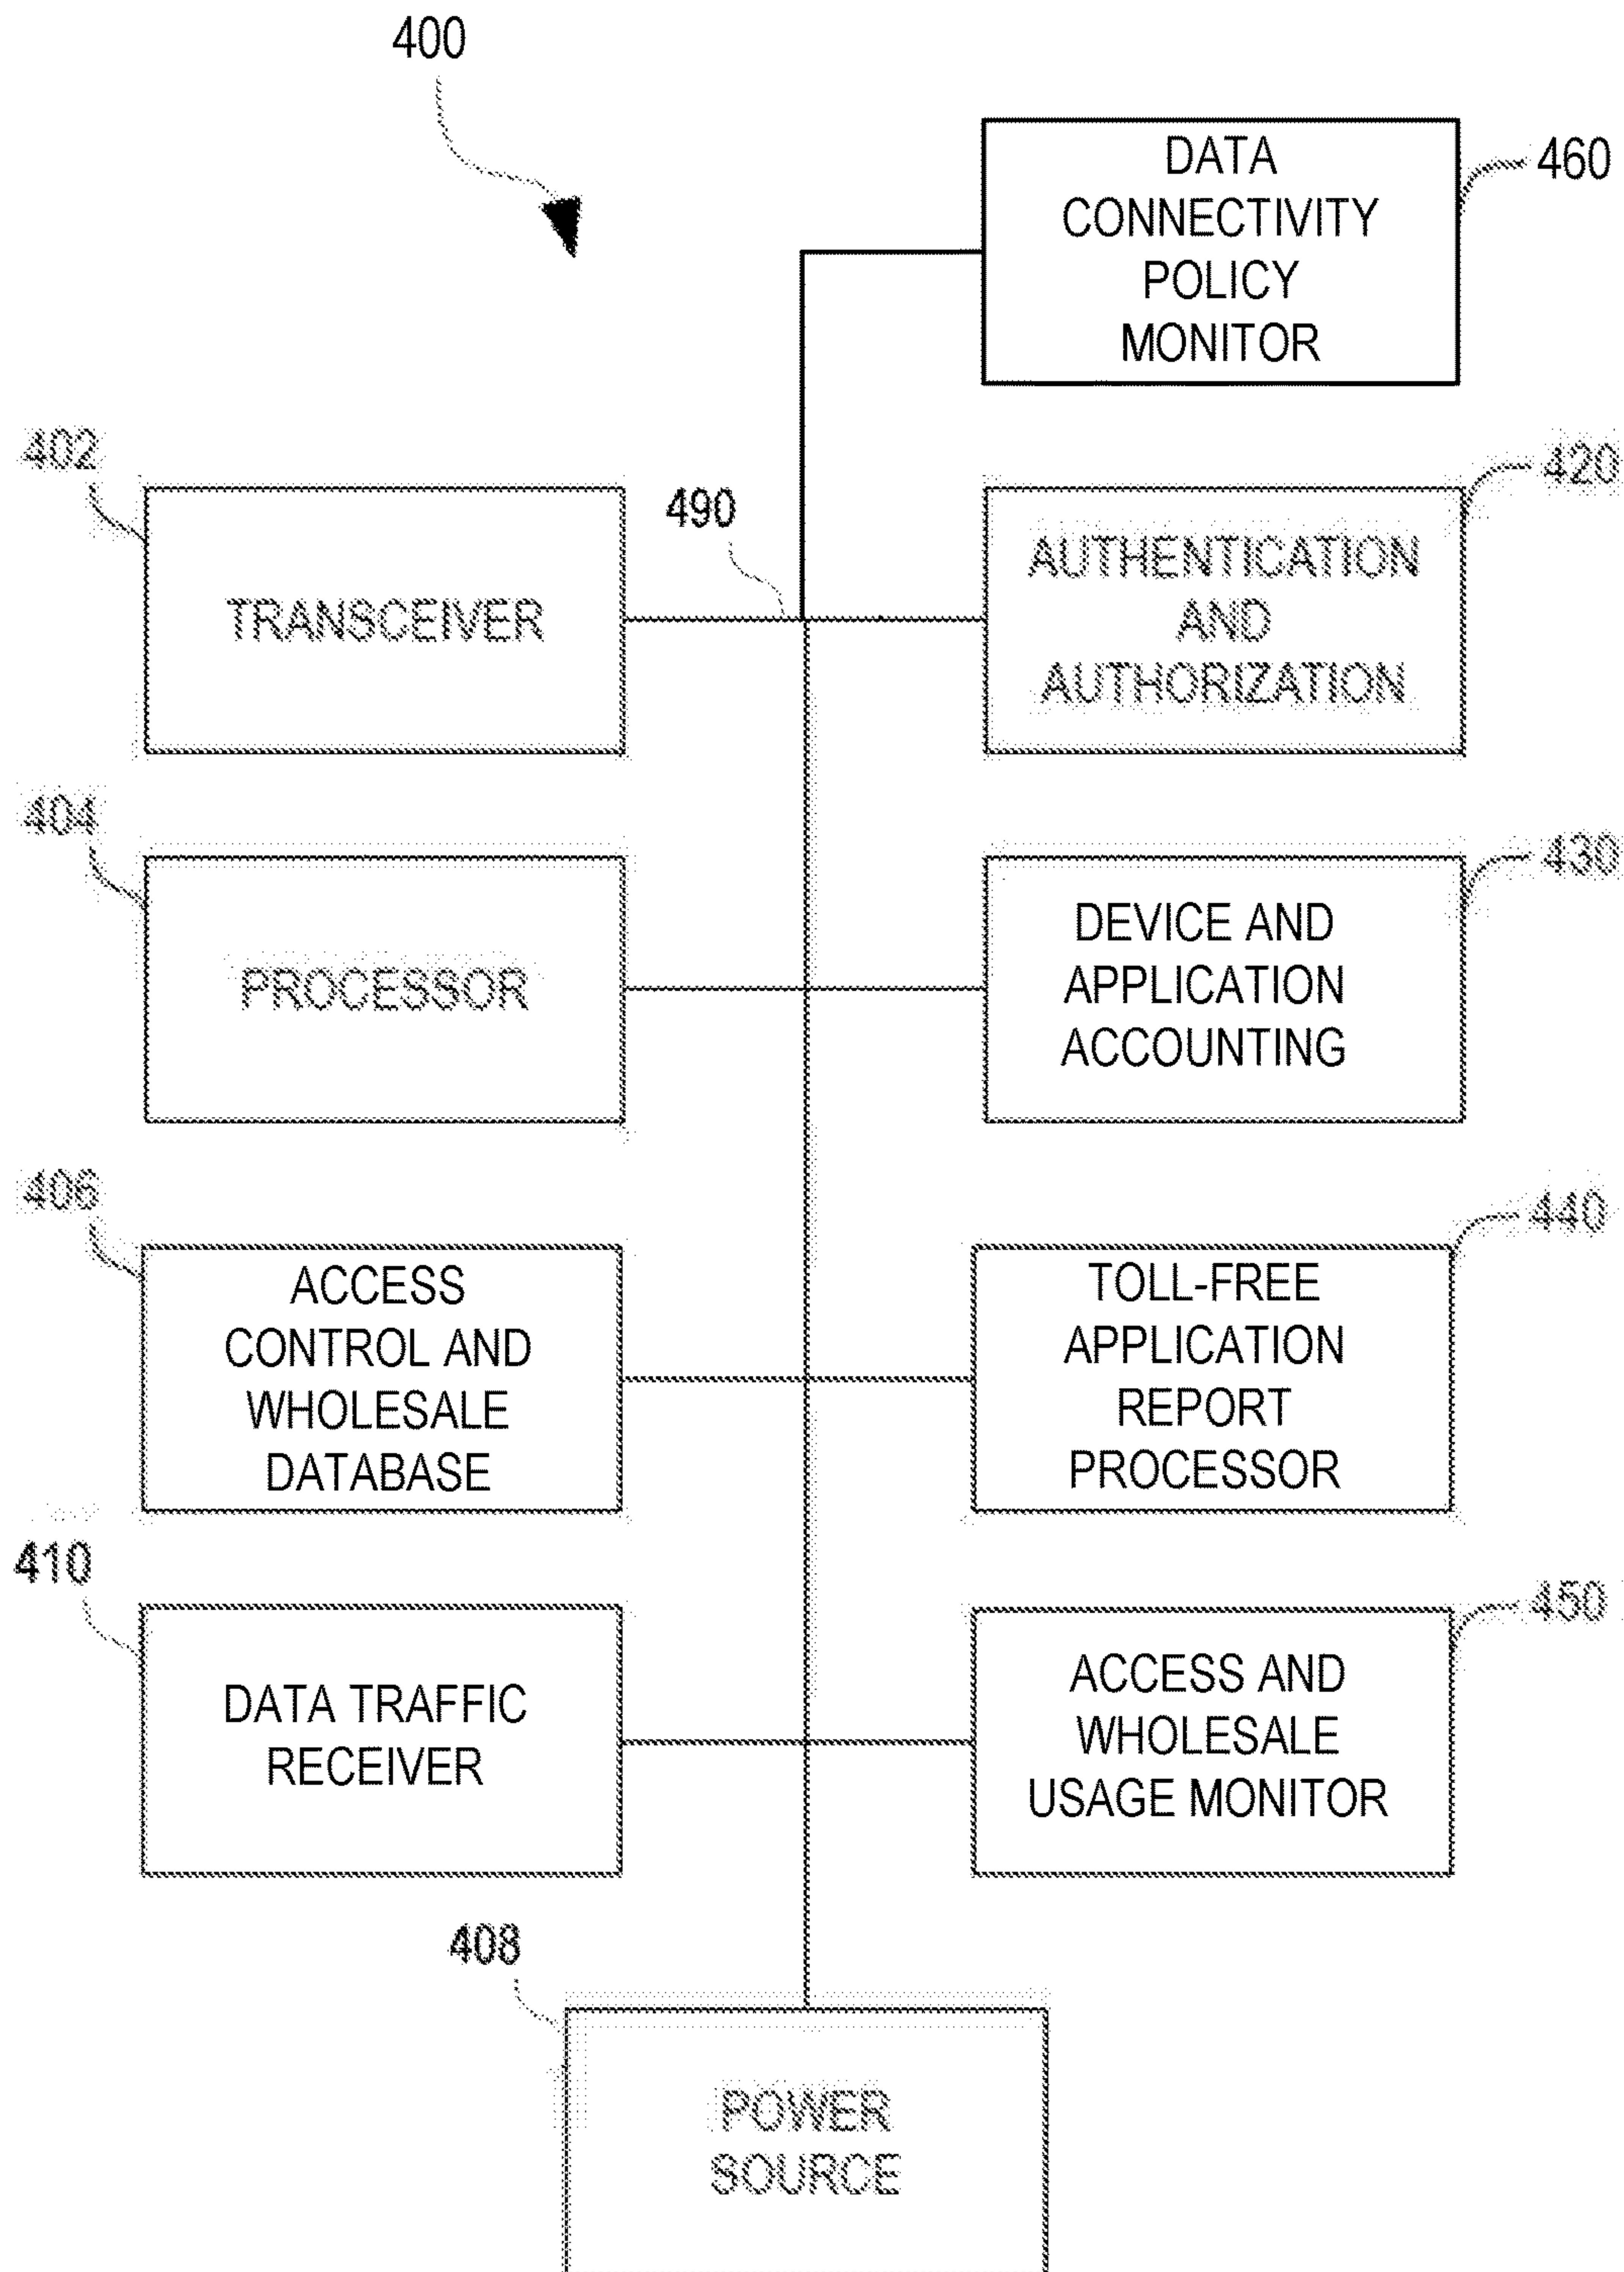 400
DATA
CONNECTIVITY
POLICY
MONITOR
460
402
TRANSCEIVER
490
AUTHENTICATION
AND
AUTHORIZATION
420
404
PROCESSOR
DEVICE AND
APPLICATION
ACCOUNTING
430
406
ACCESS
CONTROL AND
WHOLESALE
DATABASE
TOLL-FREE
APPLICATION
REPORT
PROCESSOR
440
410
DATA TRAFFIC
RECEIVER
ACCESS AND
WHOLESALE
USAGE MONITOR
450
408
POWER
SOURCE